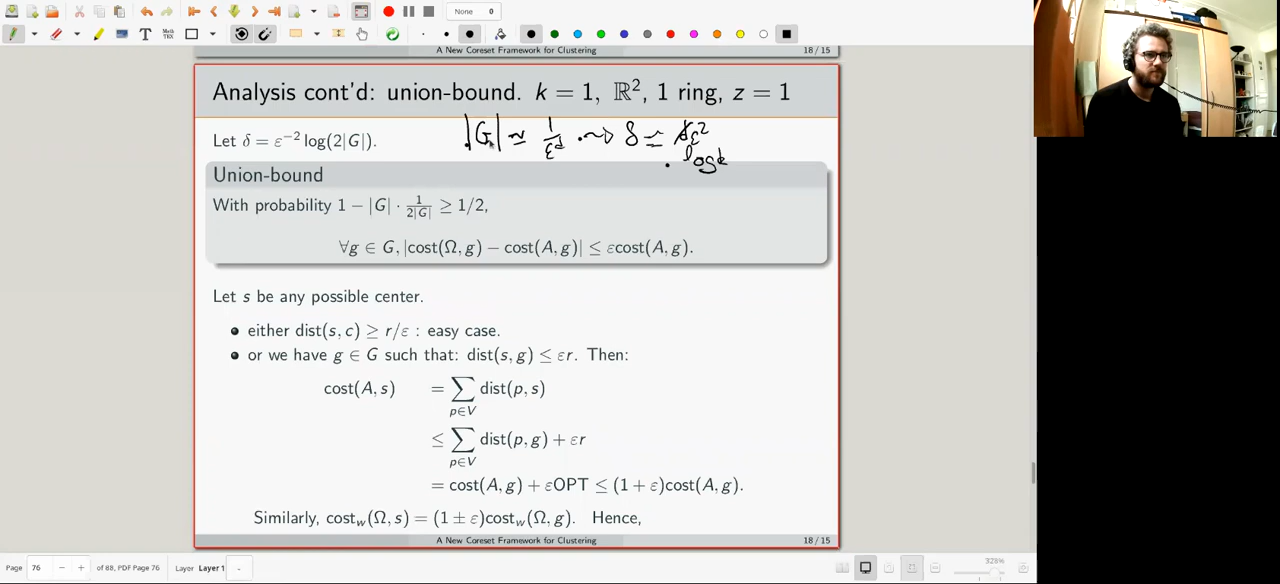 None 0
A New Coreset Framework for Clustering 18 / 15
Analysis cont'd: union-bound. k = 1, ℝ², 1 ring, z = 1
Let δ = ε⁻² log(2|G|).
|G| ≃
Union-bound
With probability 1 − |G| · 1/(2|G|) ≥ 1/2,
∀g ∈ G, |cost(Ω, g) − cost(A, g)| ≤ εcost(A, g).
Let s be any possible center.
either dist(s, c) ≥ r/ε : easy case.
or we have g ∈ G such that: dist(s, g) ≤ εr. Then:
cost(A, s) = ∑_{p∈V} dist(p, s)
≤ ∑_{p∈V} dist(p, g) + εr
= cost(A, g) + εOPT ≤ (1 + ε)cost(A, g).
Similarly, cost_w(Ω, s) = (1 ± ε)cost_w(Ω, g). Hence,
A New Coreset Framework for Clustering 18 / 15
Page 76 of 88, PDF Page 76 Layer Layer 1 328%